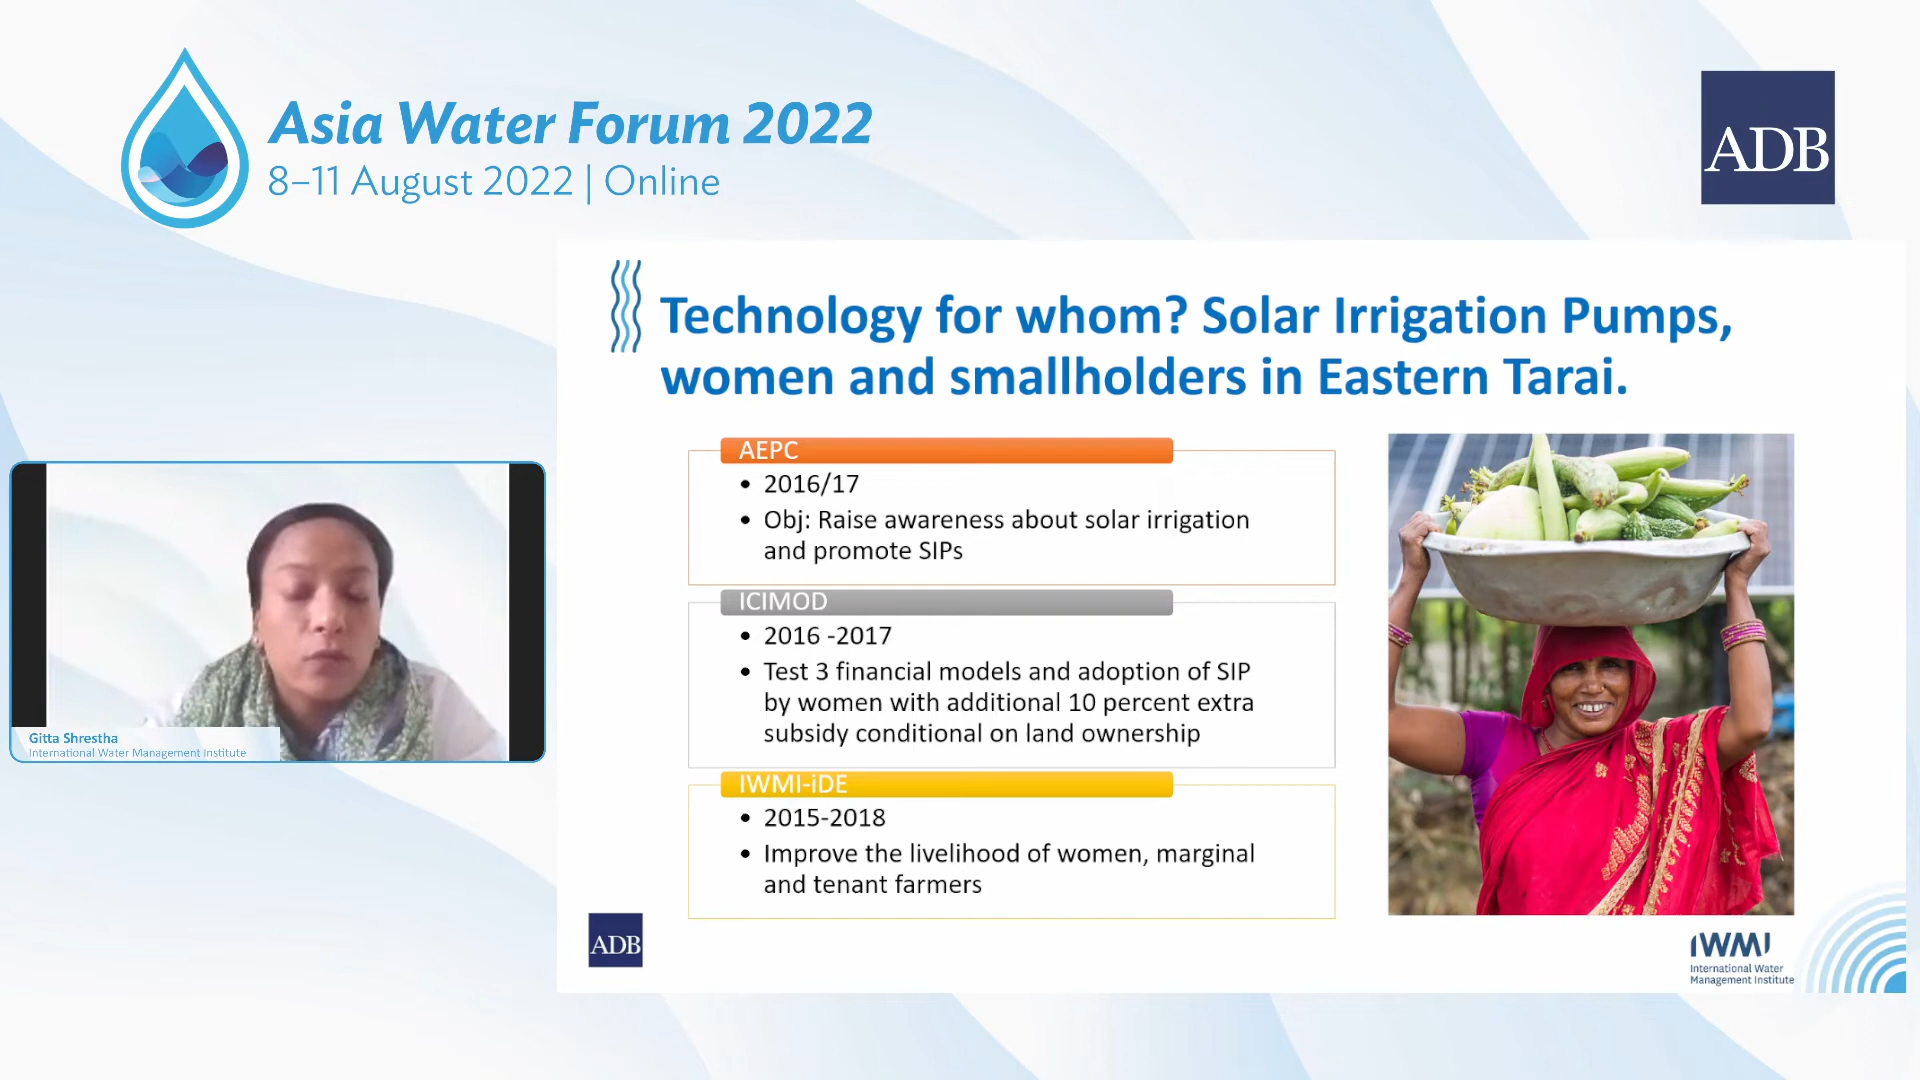 Asia Water Forum 2022
8–11 August 2022 | Online
ADB
Technology for whom? Solar Irrigation Pumps,
women and smallholders in Eastern Tarai.
AEPC
• 2016/17
• Obj: Raise awareness about solar irrigation
and promote SIPs
ICIMOD
• 2016 -2017
• Test 3 financial models and adoption of SIP
by women with additional 10 percent extra
subsidy conditional on land ownership
IWMI-iDE
• 2015-2018
• Improve the livelihood of women, marginal
and tenant farmers
Gitta Shrestha
International Water Management Institute
ADB
IWMI
International Water
Management Institute